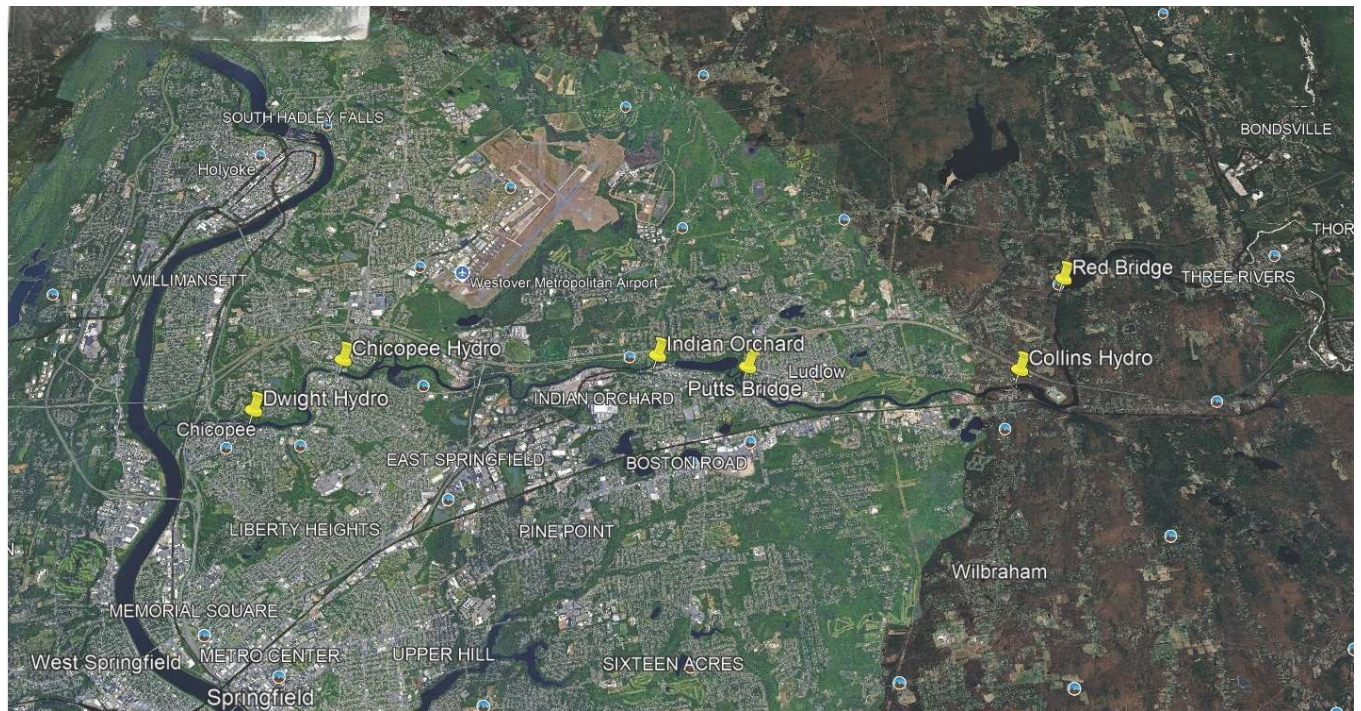 SOUTH HADLEY FALLS
BONDSVILLE
Holyoke
THOR
WILLIMANSETT
Westover Metropolitan Airport
Red Bridge
THREE RIVERS
Chicopee Hydro
Indian Orchard
Collins Hydro
Putts Bridge
Ludlow
Dwight Hydro
INDIAN ORCHARD
Chicopee
EAST SPRINGFIELD
BOSTON ROAD
LIBERTY HEIGHTS
PINE POINT
N
Wilbraham
MEMORIAL SQUARE
METRO CENTER
UPPER HILL
West Springfield
SIXTEEN ACRES
Springfield